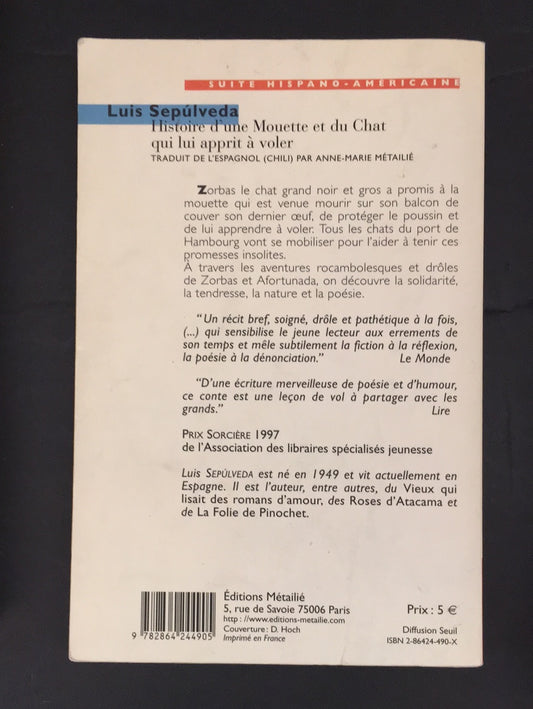 SUITE HISPANO-AMÉRICAINE
Luis Sepúlveda
Histoire d'une Mouette et du Chat
qui lui apprit à voler
TRADUIT DE L'ESPAGNOL (CHILI) PAR ANNE-MARIE MÉTAILIÉ
Zorbas le chat grand noir et gros a promis à la
mouette qui est venue mourir sur son balcon de
couver son dernier œuf, de protéger le poussin et
de lui apprendre à voler. Tous les chats du port de
Hambourg vont se mobiliser pour l'aider à tenir ces
promesses insolites.
À travers les aventures rocambolesques et drôles
de Zorbas et Afortunada, on découvre la solidarité,
la tendresse, la nature et la poésie.
"Un récit bref, soigné, drôle et pathétique à la fois,
(...) qui sensibilise le jeune lecteur aux errements de
son temps et mêle subtilement la fiction à la réflexion,
la poésie à la dénonciation." Le Monde
"D'une écriture merveilleuse de poésie et d'humour,
ce conte est une leçon de vol à partager avec les
grands." Lire
PRIX SORCIÈRE 1997
de l'Association des libraires spécialisés jeunesse
Luis SEPÚLVEDA est né en 1949 et vit actuellement en
Espagne. Il est l'auteur, entre autres, du Vieux qui
lisait des romans d'amour, des Roses d'Atacama et
de La Folie de Pinochet.
9 782864 244905
Éditions Métailié
5, rue de Savoie 75006 Paris
http : //www.editions-metailie.com
Couverture : D. Hoch
Imprimé en France
Prix : 5 €
Diffusion Seuil
ISBN 2-86424-490-X